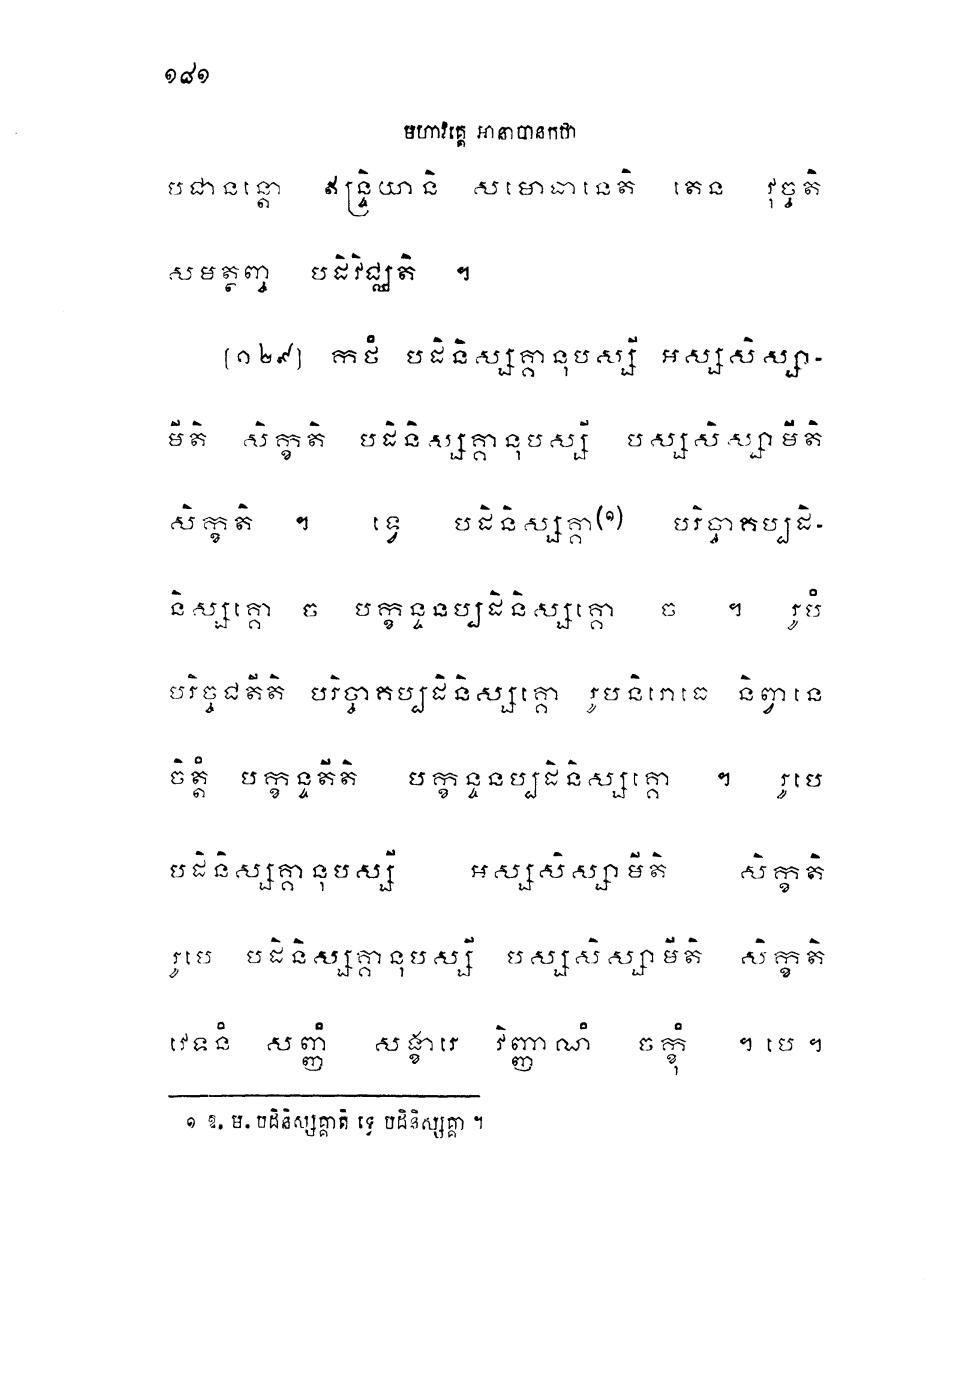 ១៨១
មហាវគ្គេ អានាបានកថា
បជានន្តោ ឥន្ទ្រិយានិ សមោធានេតិ តេន វុច្ចតិ
សមត្ថញ្ច បដិវិជ្ឈតិ ។
(១២៩) កថំ បដិនិស្សគ្គានុបស្សី អស្សសិស្សា-
មីតិ សិក្ខតិ បដិនិស្សគ្គានុបស្សី បស្សសិស្សាមីតិ
សិក្ខតិ ។ ទ្វេ បដិនិស្សគ្គា(១) បរិច្ចាគប្បដិ-
និស្សគ្គោ ច បក្ខន្ទនប្បដិនិស្សគ្គោ ច ។ រូបំ
បរិច្ចជតីតិ បរិច្ចាគប្បដិនិស្សគ្គោ រូបនិរោធេ និព្វានេ
ចិត្តំ បក្ខន្ទតីតិ បក្ខន្ទនប្បដិនិស្សគ្គោ ។ រូបេ
បដិនិស្សគ្គានុបស្សី អស្សសិស្សាមីតិ សិក្ខតិ
រូបេ បដិនិស្សគ្គានុបស្សី បស្សសិស្សាមីតិ សិក្ខតិ
វេទនំ សញ្ញំ សង្ខារេ វិញ្ញាណំ ចក្ខុំ ។ បេ ។
១ ឱ. ម. បដិនិស្សគ្គាតិ ទ្វេ បដិនិស្សគ្គា ។